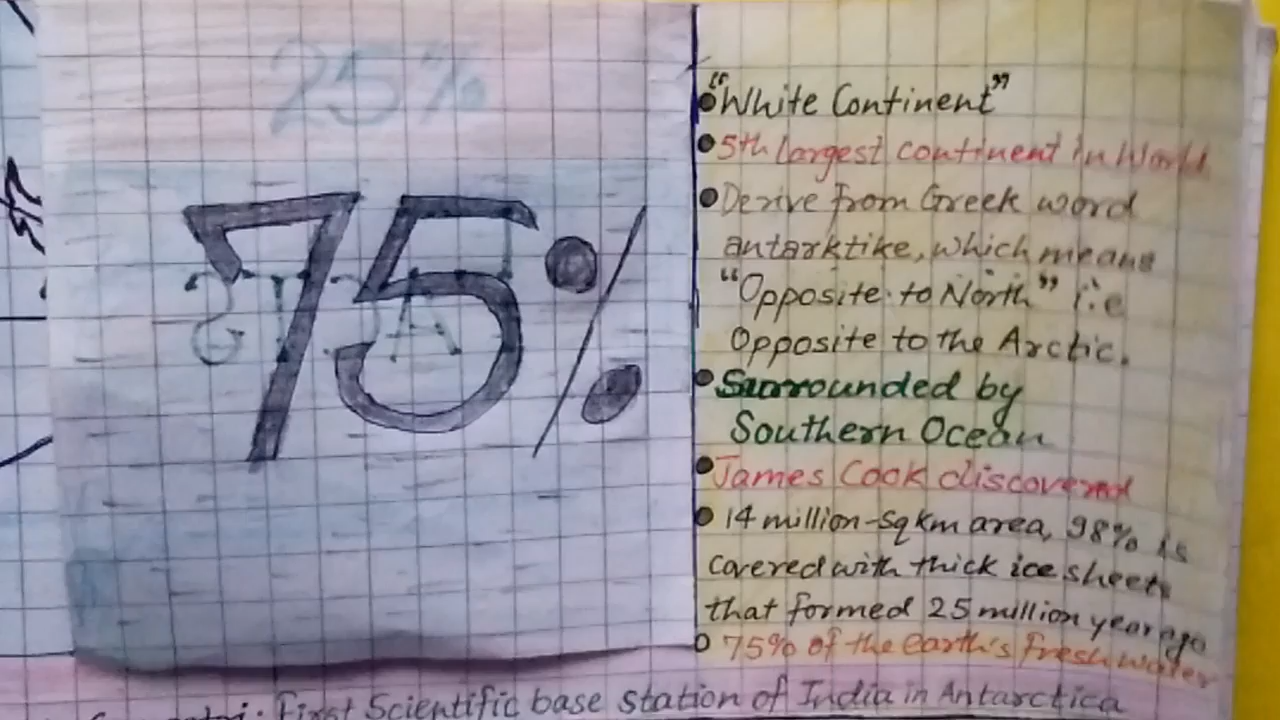 25%
75%
"White Continent"
5th largest continent in World
Derive from Greek word
antarktike, which means
"Opposite to North" i.e
Opposite to the Arctic.
Surrounded by
Southern Ocean
James Cook discovered
14 million-sq km area, 98% is
covered with thick ice sheets
that formed 25 million year ago
75% of the earth's fresh water
: First Scientific base station of India in Antarctica